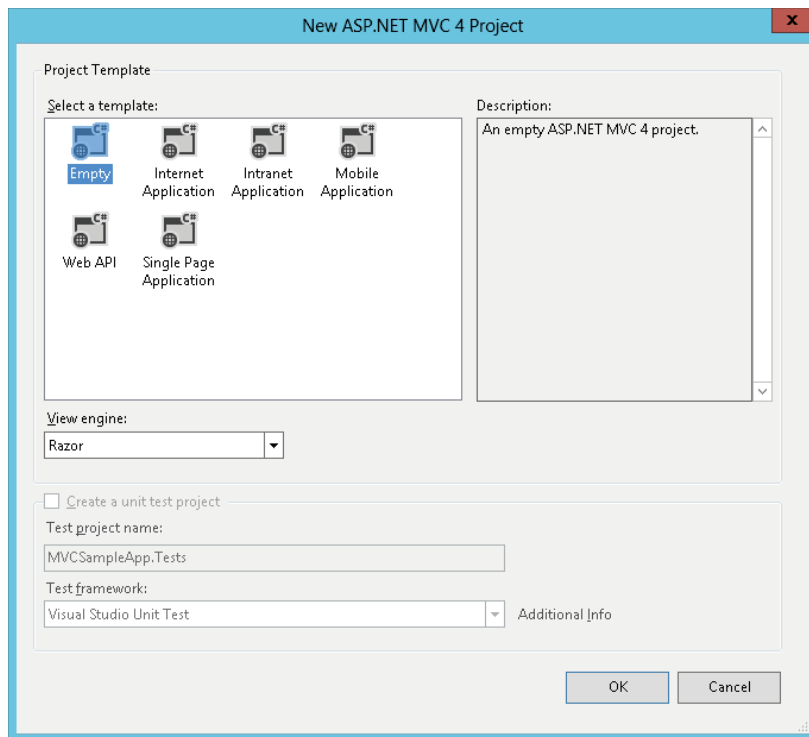 New ASP.NET MVC 4 Project
x
Project Template
Select a template:
C# C# C# C#
Empty Internet Intranet Mobile
Application Application Application
C# C#
Web API Single Page
Application
Description:
An empty ASP.NET MVC 4 project.
View engine:
Razor
Create a unit test project
Test project name:
MVCSampleApp.Tests
Test framework:
Visual Studio Unit Test Additional Info
OK Cancel